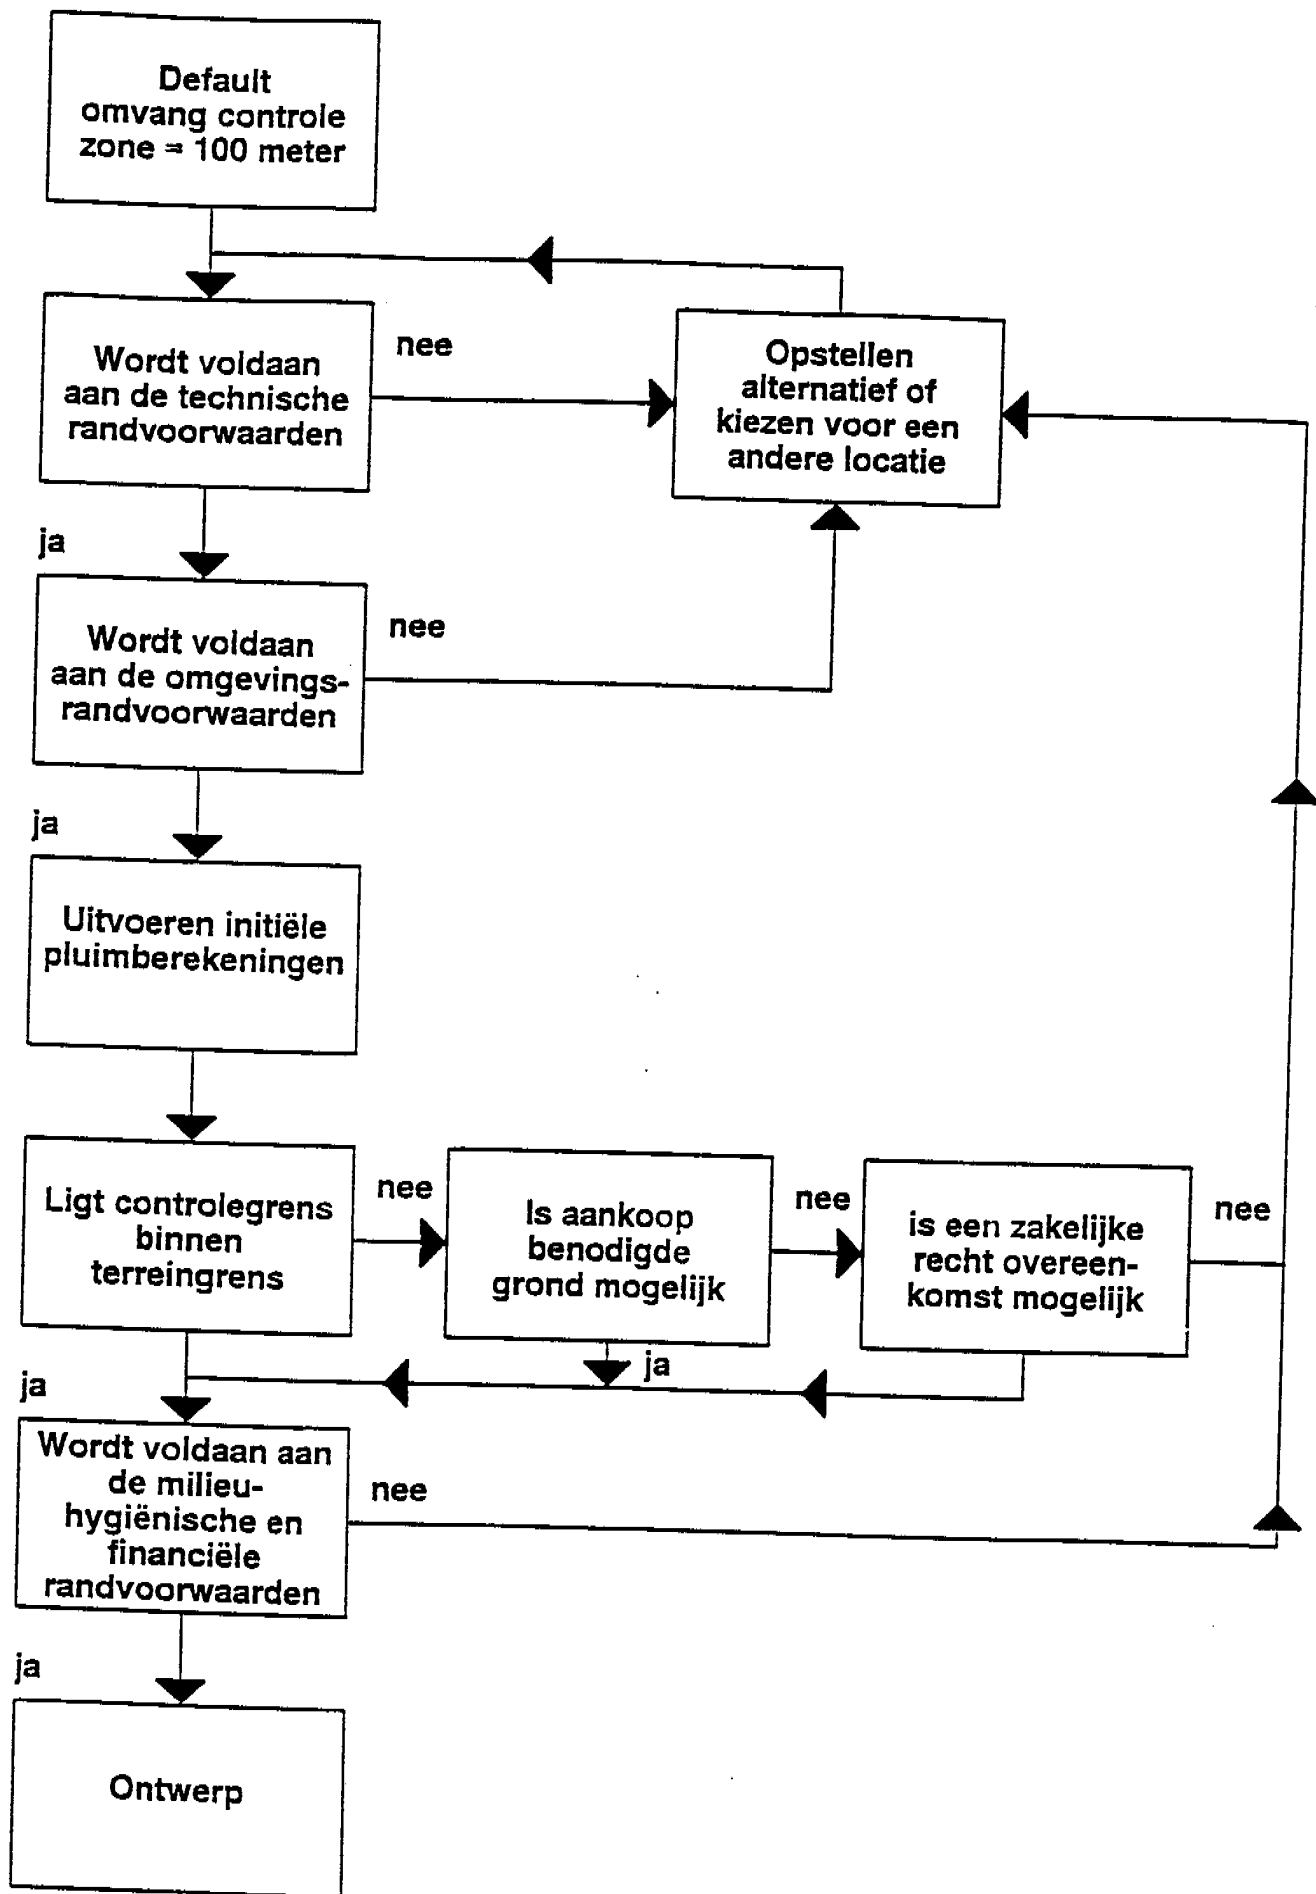 Default
omvang controle
zone = 100 meter
Wordt voldaan
aan de technische
randvoorwaarden
nee
Opstellen
alternatief of
kiezen voor een
andere locatie
ja
Wordt voldaan
aan de omgevings-
randvoorwaarden
nee
ja
Uitvoeren initiële
pluimberekeningen
Ligt controlegrens
binnen
terreingrens
nee
Is aankoop
benodigde
grond mogelijk
nee
is een zakelijke
recht overeen-
komst mogelijk
nee
ja
ja
Wordt voldaan aan
de milieu-
hygiënische en
financiële
randvoorwaarden
nee
ja
Ontwerp